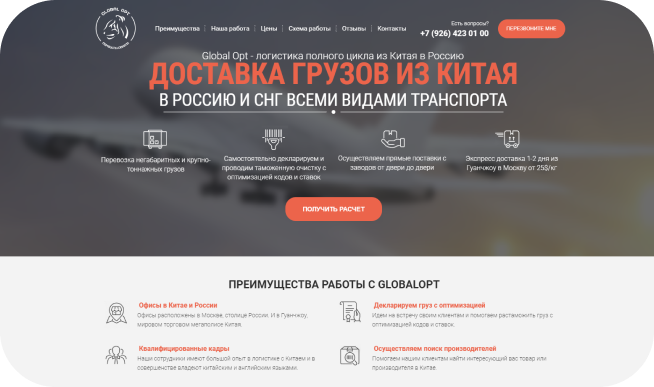 GLOBAL OPT
Преимущества
Наша работа
Цены
Схема работы
Отзывы
Контакты
Есть вопросы?
+7 (926) 423 01 00
ПЕРЕЗВОНИТЕ МНЕ
Global Opt - логистика полного цикла из Китая в Россию
ДОСТАВКА ГРУЗОВ ИЗ КИТАЯ
В РОССИЮ И СНГ ВСЕМИ ВИДАМИ ТРАНСПОРТА
Перевозка негабаритных и крупно-
тоннажных грузов
Самостоятельно декларируем и
проводим таможенную очистку с
оптимизацией кодов и ставок
Осуществляем прямые поставки с
заводов от двери до двери
Экспресс доставка 1-2 дня из
Гуанчжоу в Москву от 25$/кг
ПОЛУЧИТЬ РАСЧЕТ
ПРЕИМУЩЕСТВА РАБОТЫ С GLOBALOPT
Офисы в Китае и России
Офисы расположены в Москве, столице России. И в Гуанчжоу,
мировом торговом мегаполисе Китая.
Декларируем груз с оптимизацией
Идем на встречу своим клиентам и помогаем растаможить груз с
оптимизацией кодов и ставок.
Квалифицированные кадры
Наши сотрудники имеют большой опыт в логистике с Китаем и в
совершенстве владеют китайским и английским языками.
Осуществляем поиск производителей
Помогаем нашим клиентам найти интересующий вас товар или
производителя в Китае.